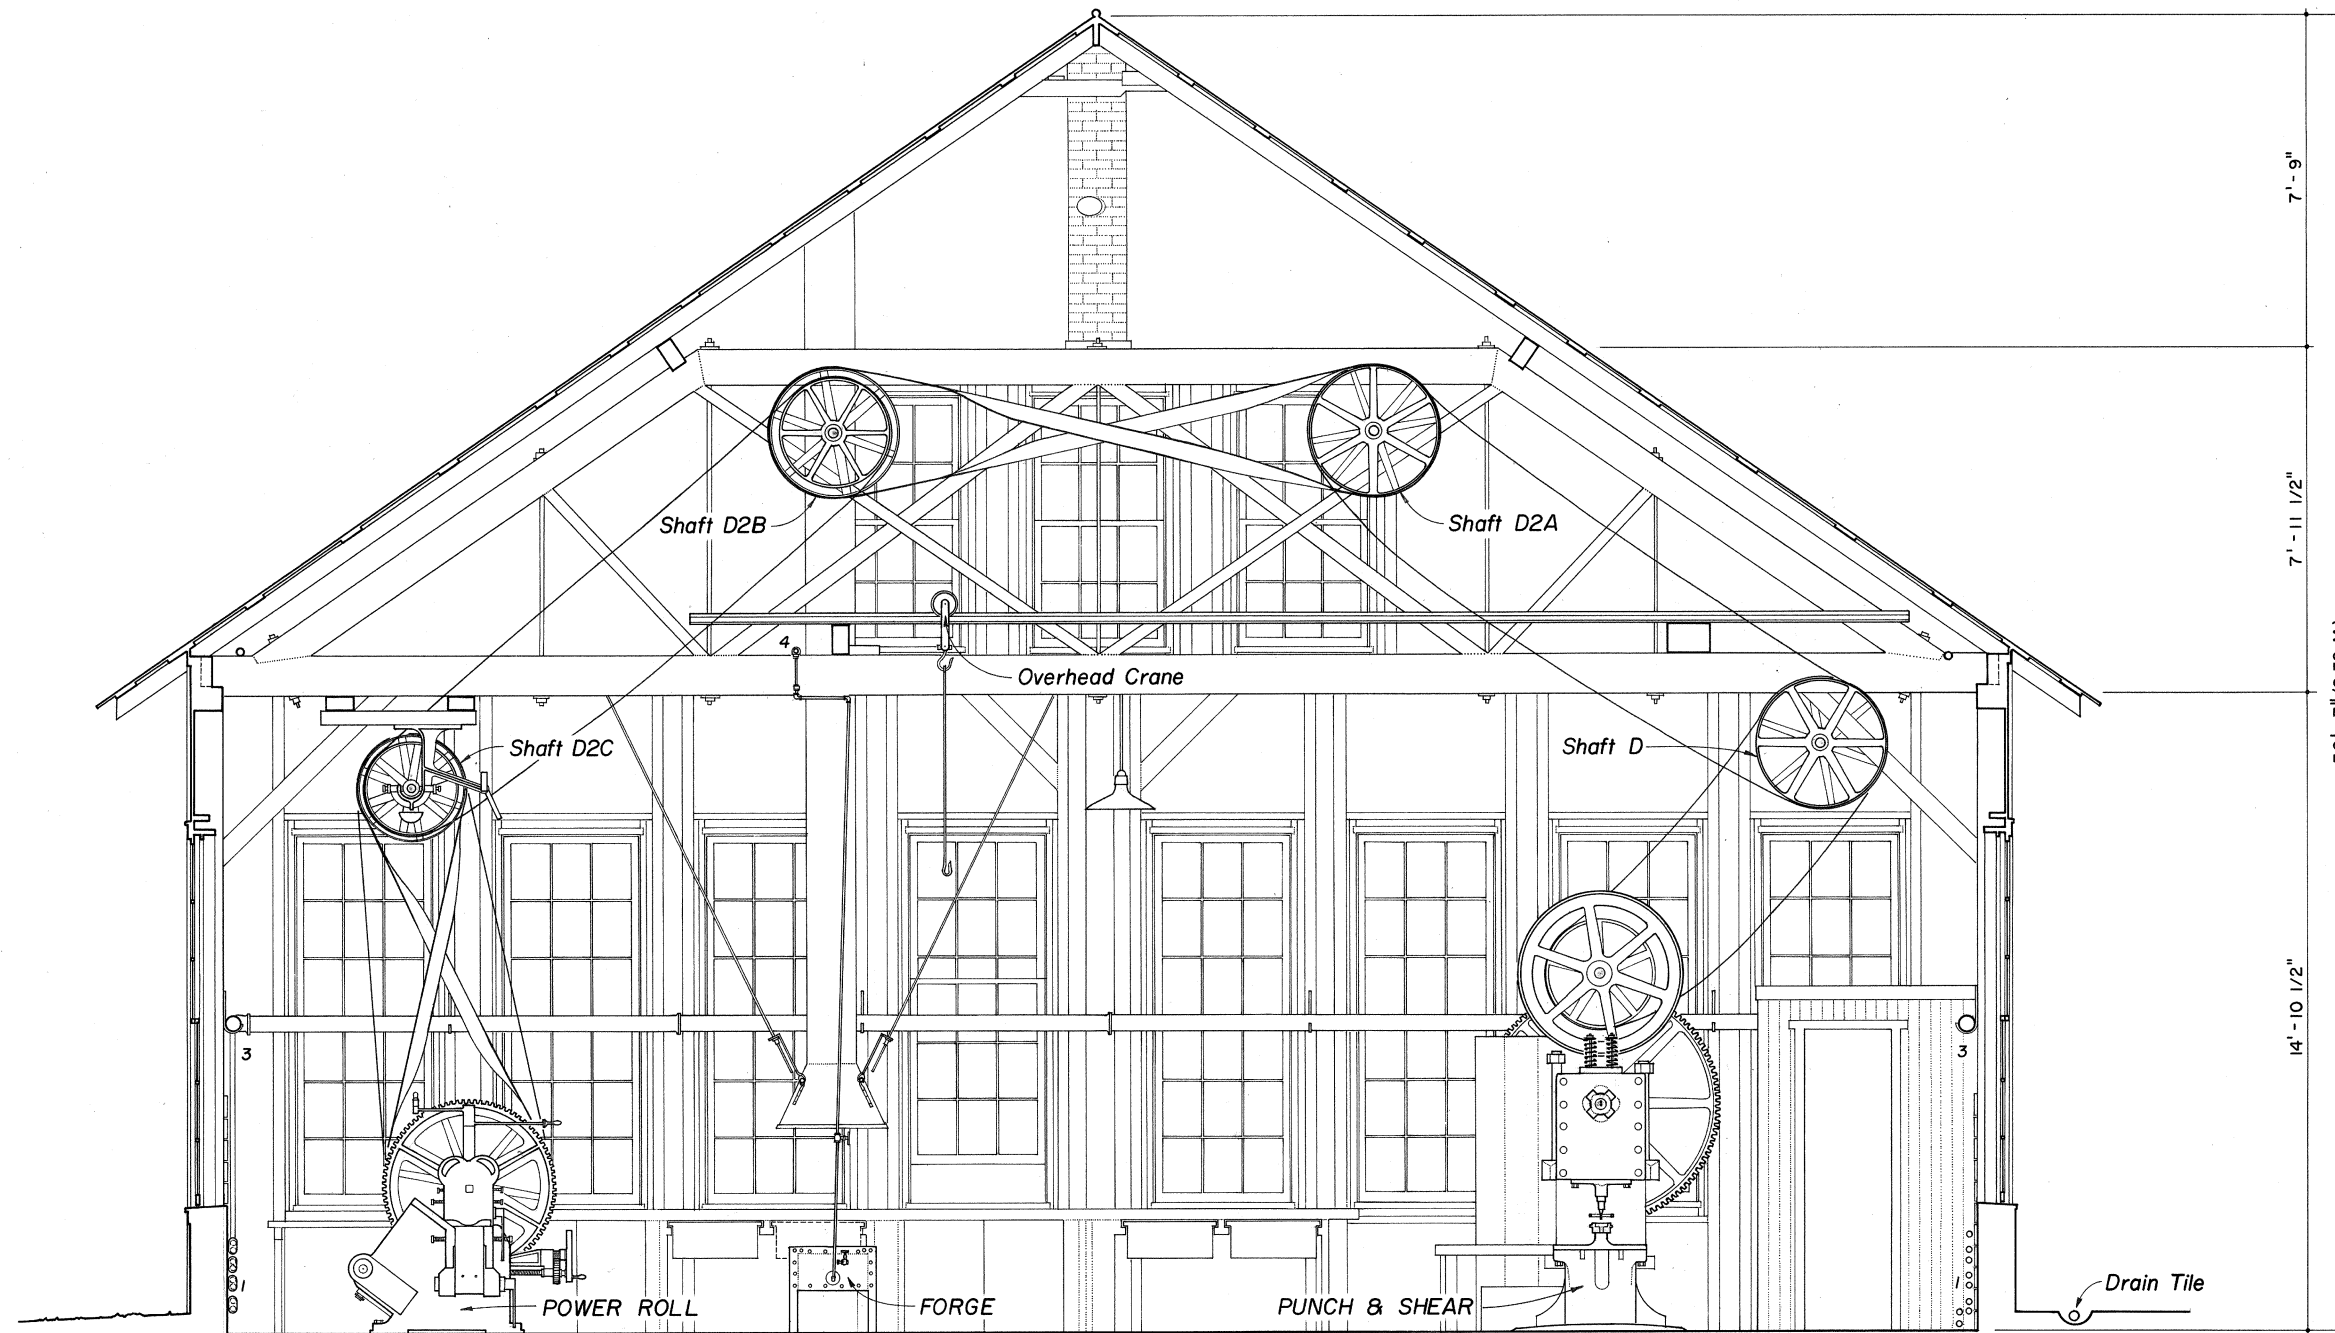 7'-9"
Shaft D2B
Shaft D2A
7'-11 1/2"
4
Overhead Crane
Shaft D2C
Shaft D
3
3
14'-10 1/2"
1
1
Drain Tile
POWER ROLL
FORGE
PUNCH & SHEAR